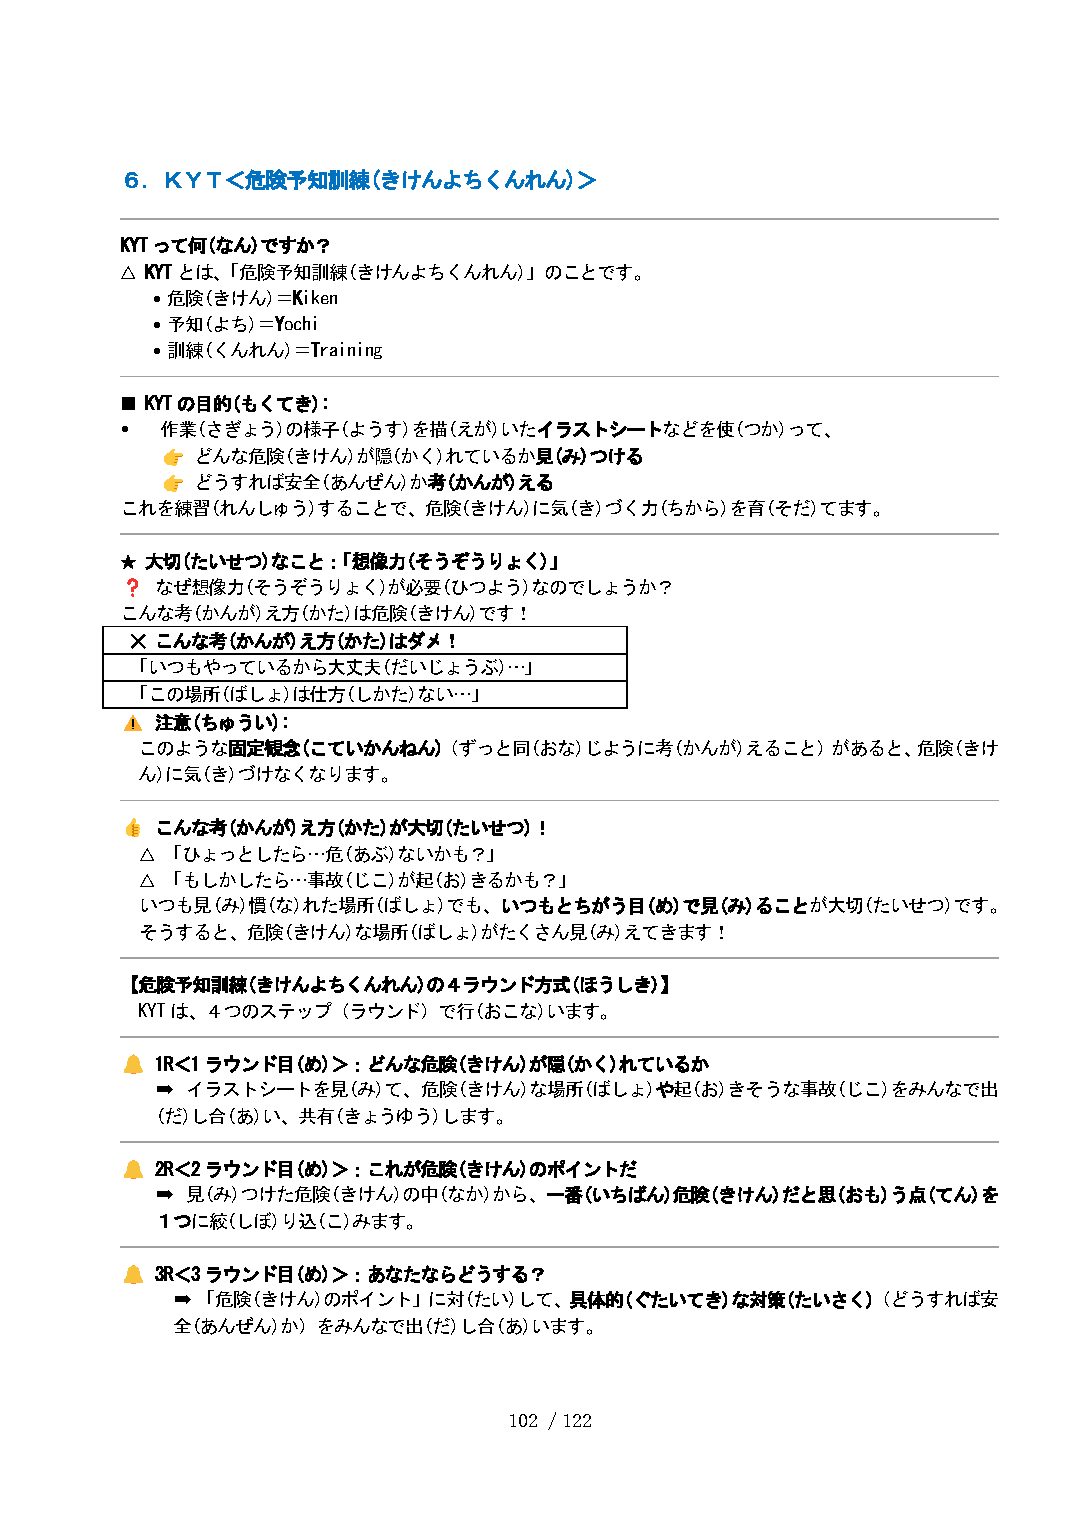 ６．ＫＹＴ＜危険予知訓練(きけんよちくんれん)＞
KYTって何(なん)ですか？
△ KYTとは、「危険予知訓練(きけんよちくんれん)」のことです。
• 危険(きけん)＝Kiken
• 予知(よち)＝Yochi
• 訓練(くんれん)＝Training
■ KYTの目的(もくてき)：
• 作業(さぎょう)の様子(ようす)を描(えが)いたイラストシートなどを使(つか)って、
👉 どんな危険(きけん)が隠(かく)れているか見(み)つける
👉 どうすれば安全(あんぜん)か考(かんが)える
これを練習(れんしゅう)することで、危険(きけん)に気(き)づく力(ちから)を育(そだ)てます。
★ 大切(たいせつ)なこと：「想像力(そうぞうりょく)」
❓ なぜ想像力(そうぞうりょく)が必要(ひつよう)なのでしょうか？
こんな考(かんが)え方(かた)は危険(きけん)です！
✕ こんな考(かんが)え方(かた)はダメ！
「いつもやっているから大丈夫(だいじょうぶ)…」
「この場所(ばしょ)は仕方(しかた)ない…」
⚠ 注意(ちゅうい)：
このような固定観念(こていかんねん)（ずっと同(おな)じように考(かんが)えること）があると、危険(きけ
ん)に気(き)づけなくなります。
👍 こんな考(かんが)え方(かた)が大切(たいせつ)！
△ 「ひょっとしたら…危(あぶ)ないかも？」
△ 「もしかしたら…事故(じこ)が起(お)きるかも？」
いつも見(み)慣(な)れた場所(ばしょ)でも、いつもとちがう目(め)で見(み)ることが大切(たいせつ)です。
そうすると、危険(きけん)な場所(ばしょ)がたくさん見(み)えてきます！
【危険予知訓練(きけんよちくんれん)の４ラウンド方式(ほうしき)】
KYTは、４つのステップ（ラウンド）で行(おこな)います。
🔔 1R＜1ラウンド目(め)＞：どんな危険(きけん)が隠(かく)れているか
➡ イラストシートを見(み)て、危険(きけん)な場所(ばしょ)や起(お)きそうな事故(じこ)をみんなで出
(だ)し合(あ)い、共有(きょうゆう)します。
🔔 2R＜2ラウンド目(め)＞：これが危険(きけん)のポイントだ
➡ 見(み)つけた危険(きけん)の中(なか)から、一番(いちばん)危険(きけん)だと思(おも)う点(てん)を
１つに絞(しぼ)り込(こ)みます。
🔔 3R＜3ラウンド目(め)＞：あなたならどうする？
➡ 「危険(きけん)のポイント」に対(たい)して、具体的(ぐたいてき)な対策(たいさく)（どうすれば安
全(あんぜん)か）をみんなで出(だ)し合(あ)います。
102 / 122